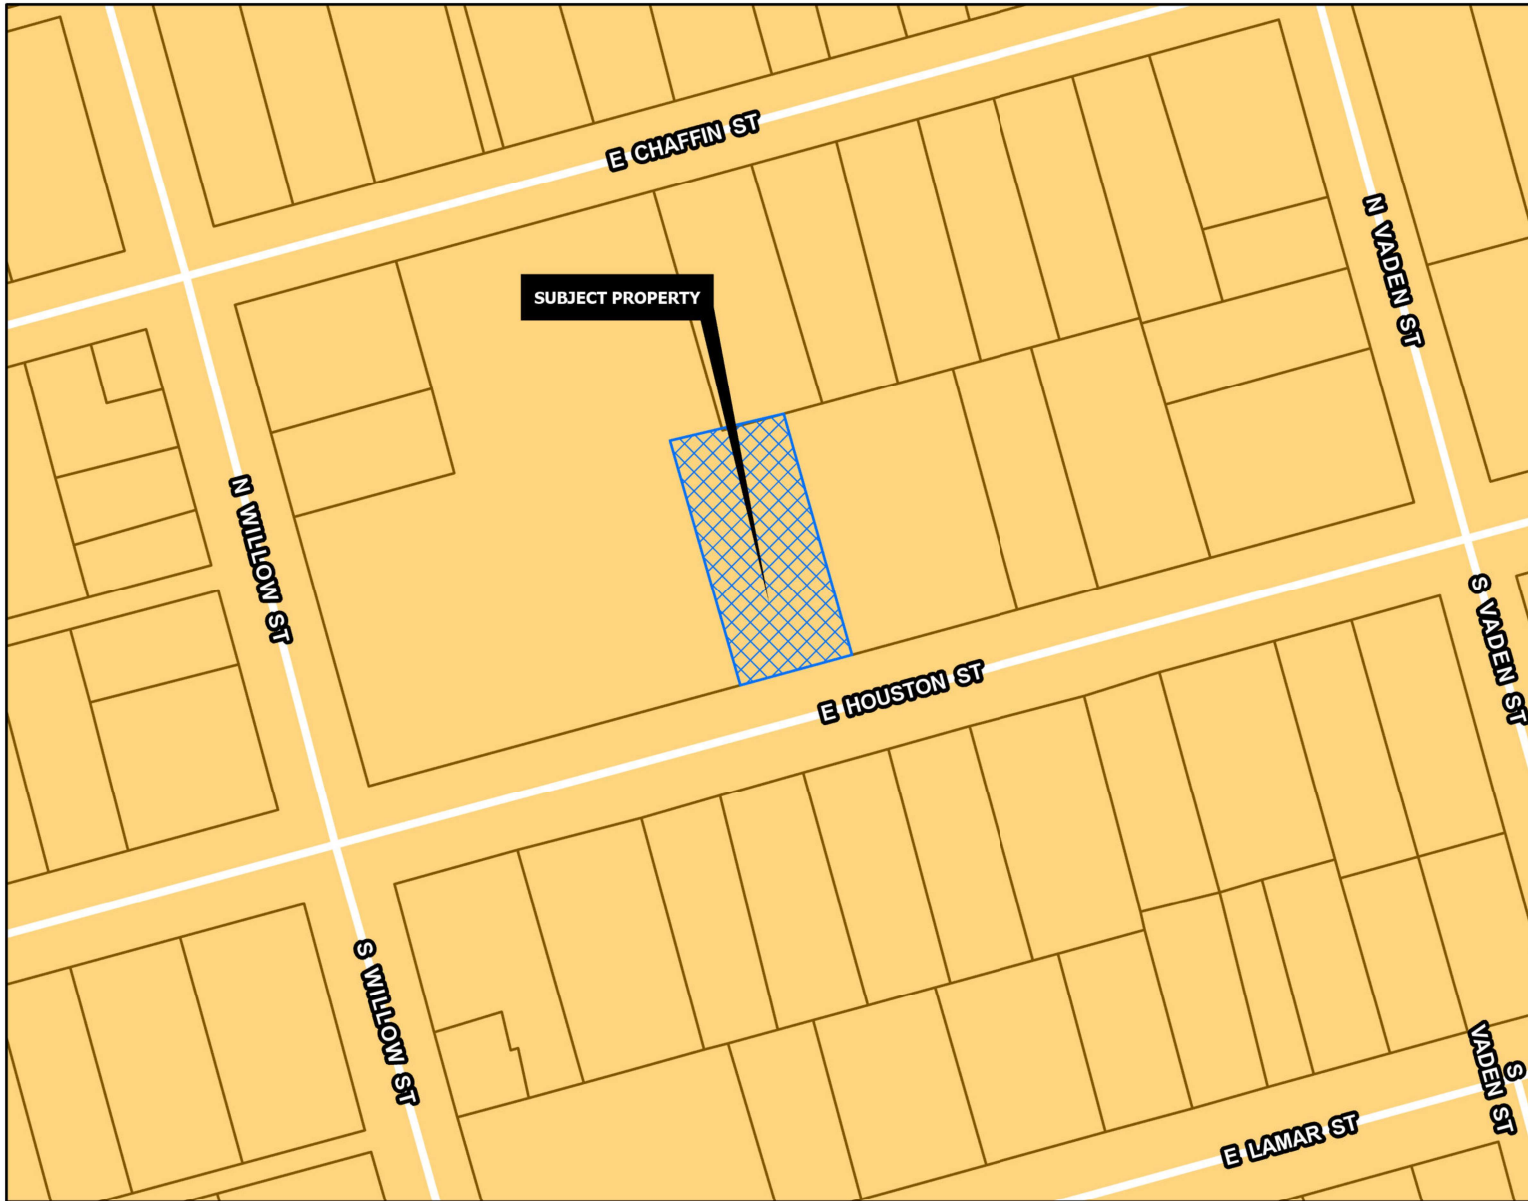 E CHAFFIN ST
N VADEN ST
SUBJECT PROPERTY
N WILLOW ST
E HOUSTON ST
S VADEN ST
S WILLOW ST
S
VADEN ST
E LAMAR ST